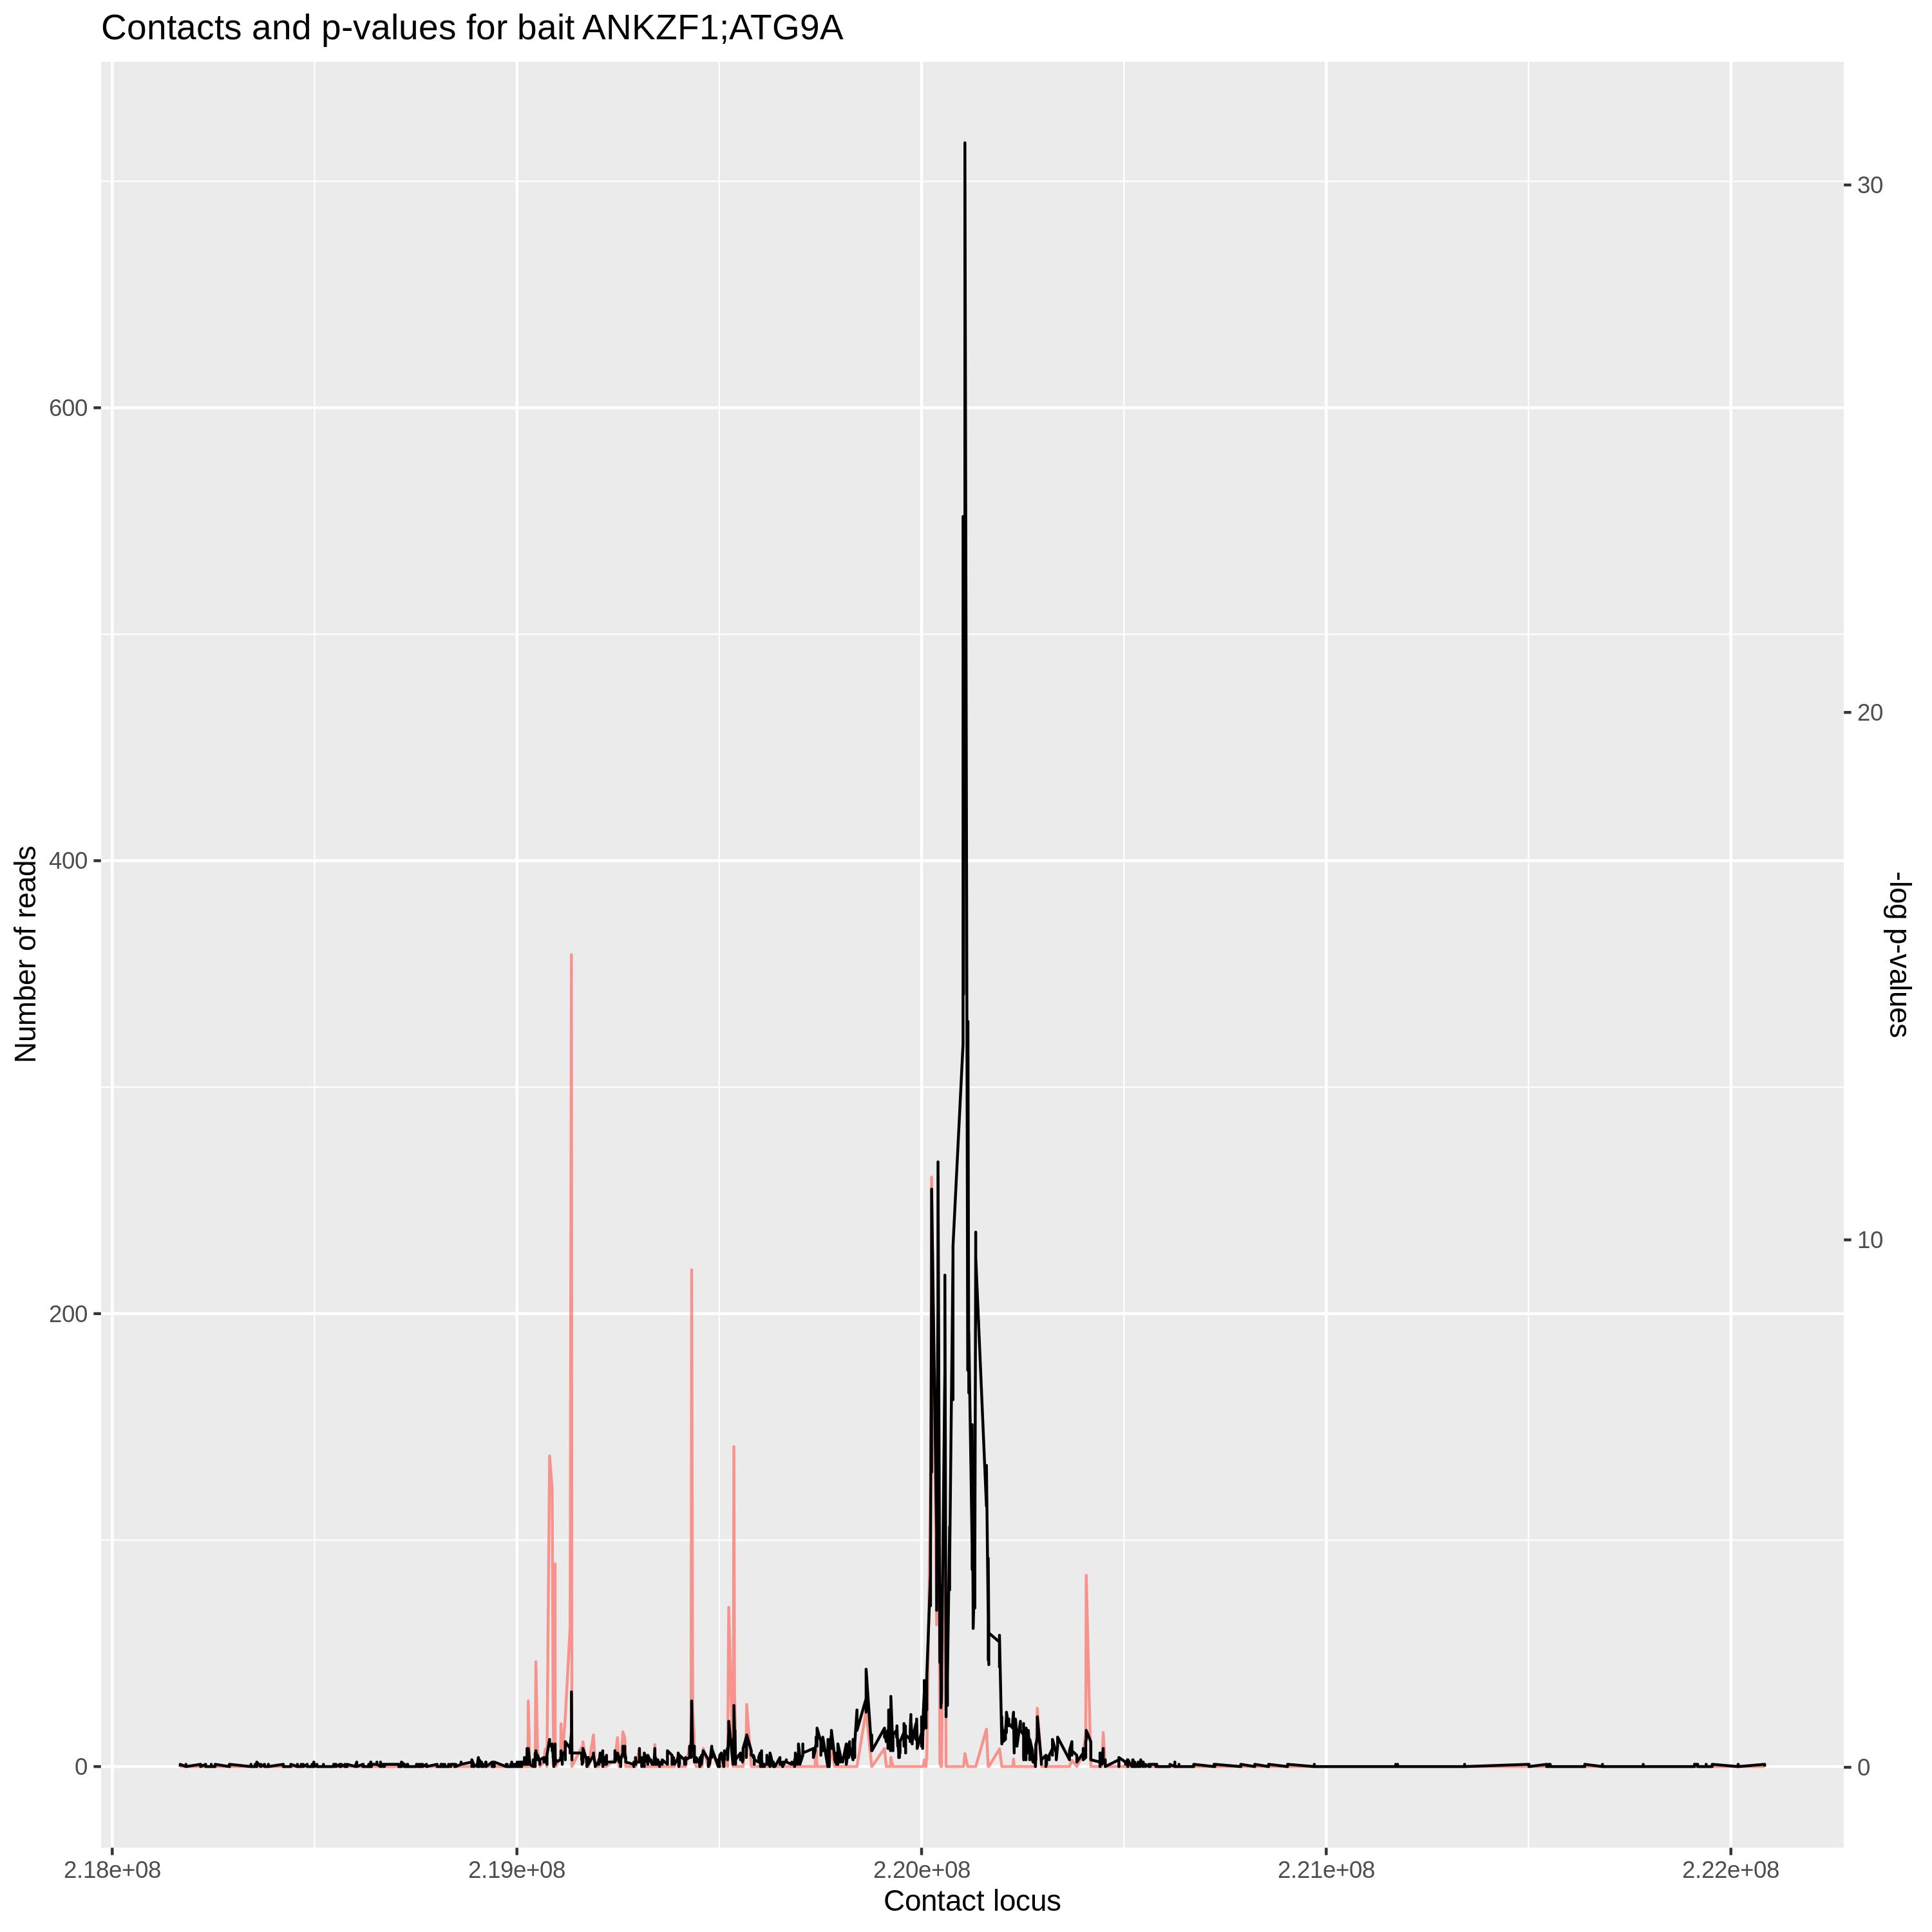 Contacts and p-values for bait ANKZF1;ATG9A
Number of reads
600
400
200
0
30
20
10
0
-log p-values
2.18e+08
2.19e+08
2.20e+08
2.21e+08
2.22e+08
Contact locus